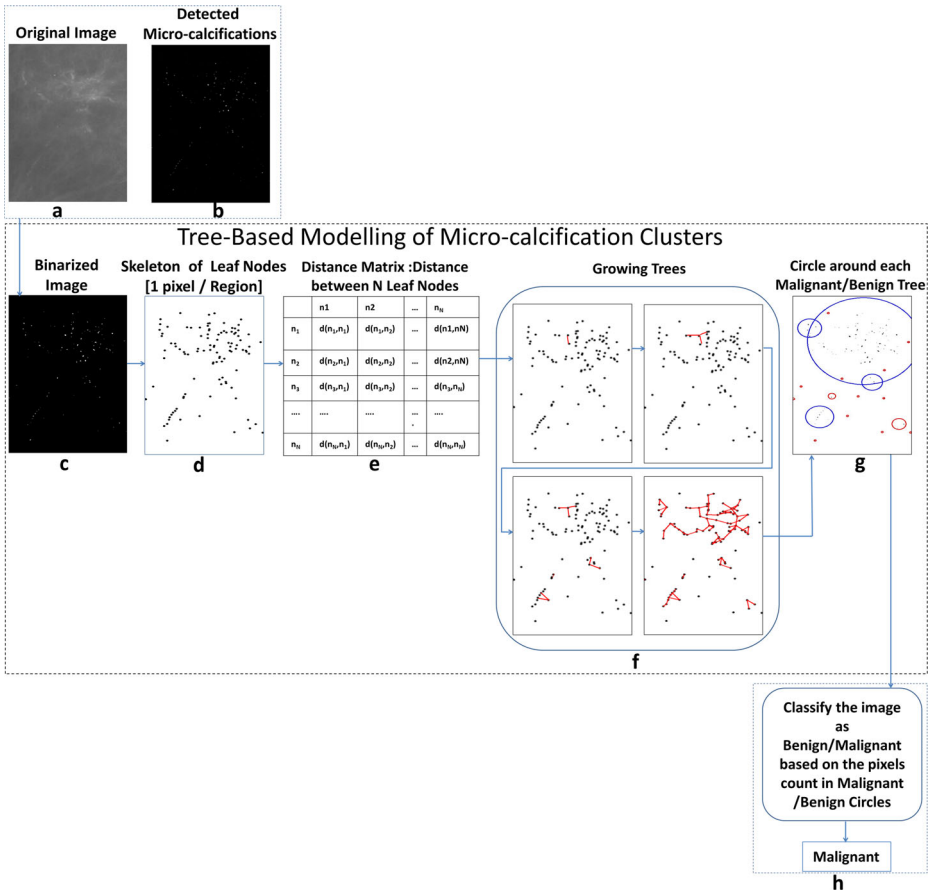 Original Image
Detected
Micro-calcifications
a
b
Tree-Based Modelling of Micro-calcification Clusters
Binarized
Image
Skeleton of Leaf Nodes
[1 pixel / Region]
Distance Matrix :Distance
between N Leaf Nodes
Growing Trees
Circle around each
Malignant/Benign Tree
n1 n2 ... nN
n1 d(n1,n1) d(n1,n2) ... d(n1,nN)
n2 d(n2,n1) d(n2,n2) ... d(n2,nN)
n3 d(n3,n1) d(n3,n2) ... d(n3,nN)
.... .... .... ... ....
.
nN d(nN,n1) d(nN,n2) ... d(nN,nN)
c
d
e
f
g
Classify the image
as
Benign/Malignant
based on the pixels
count in Malignant
/Benign Circles
Malignant
h